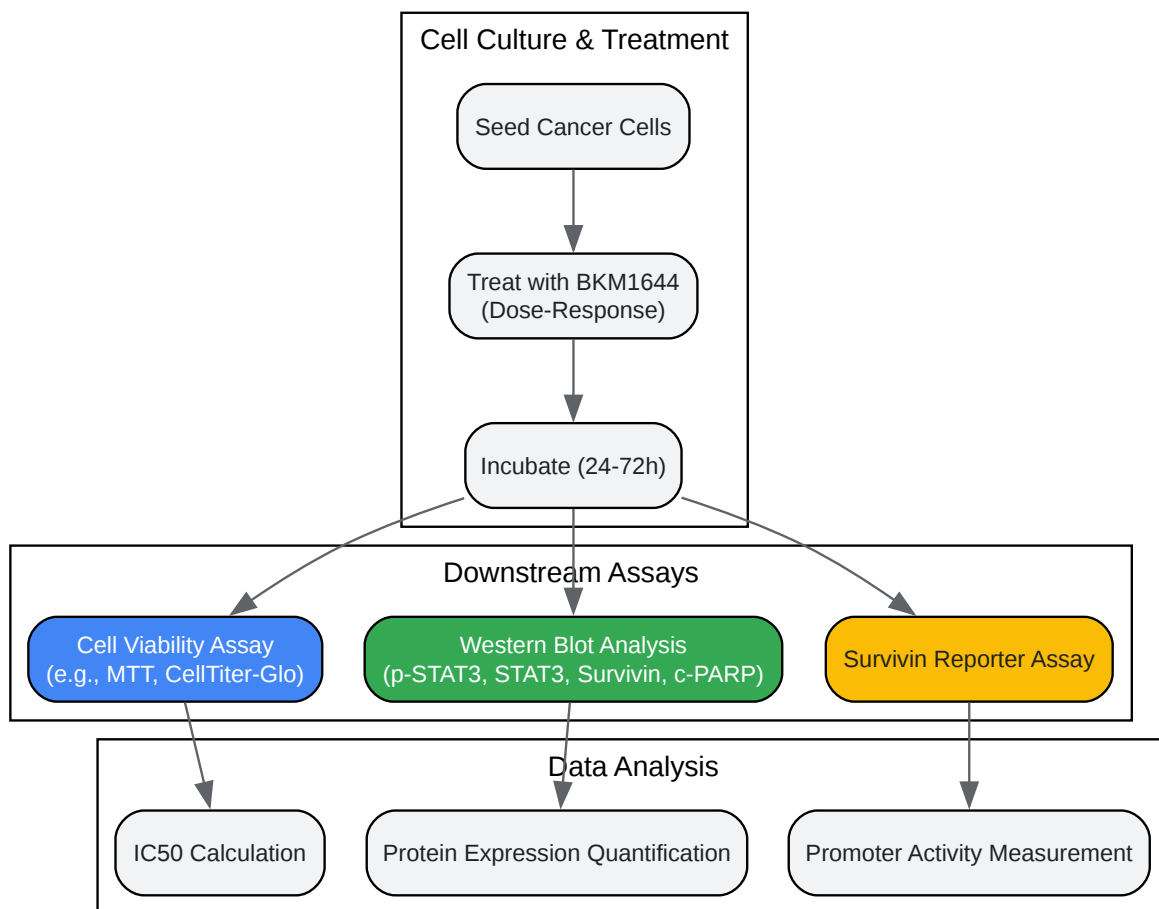 Cell Culture & Treatment
Seed Cancer Cells
Treat with BKM1644
(Dose-Response)
Incubate (24-72h)
Downstream Assays
Cell Viability Assay
(e.g., MTT, CellTiter-Glo)
Western Blot Analysis
(p-STAT3, STAT3, Survivin, c-PARP)
Survivin Reporter Assay
Data Analysis
IC50 Calculation
Protein Expression Quantification
Promoter Activity Measurement